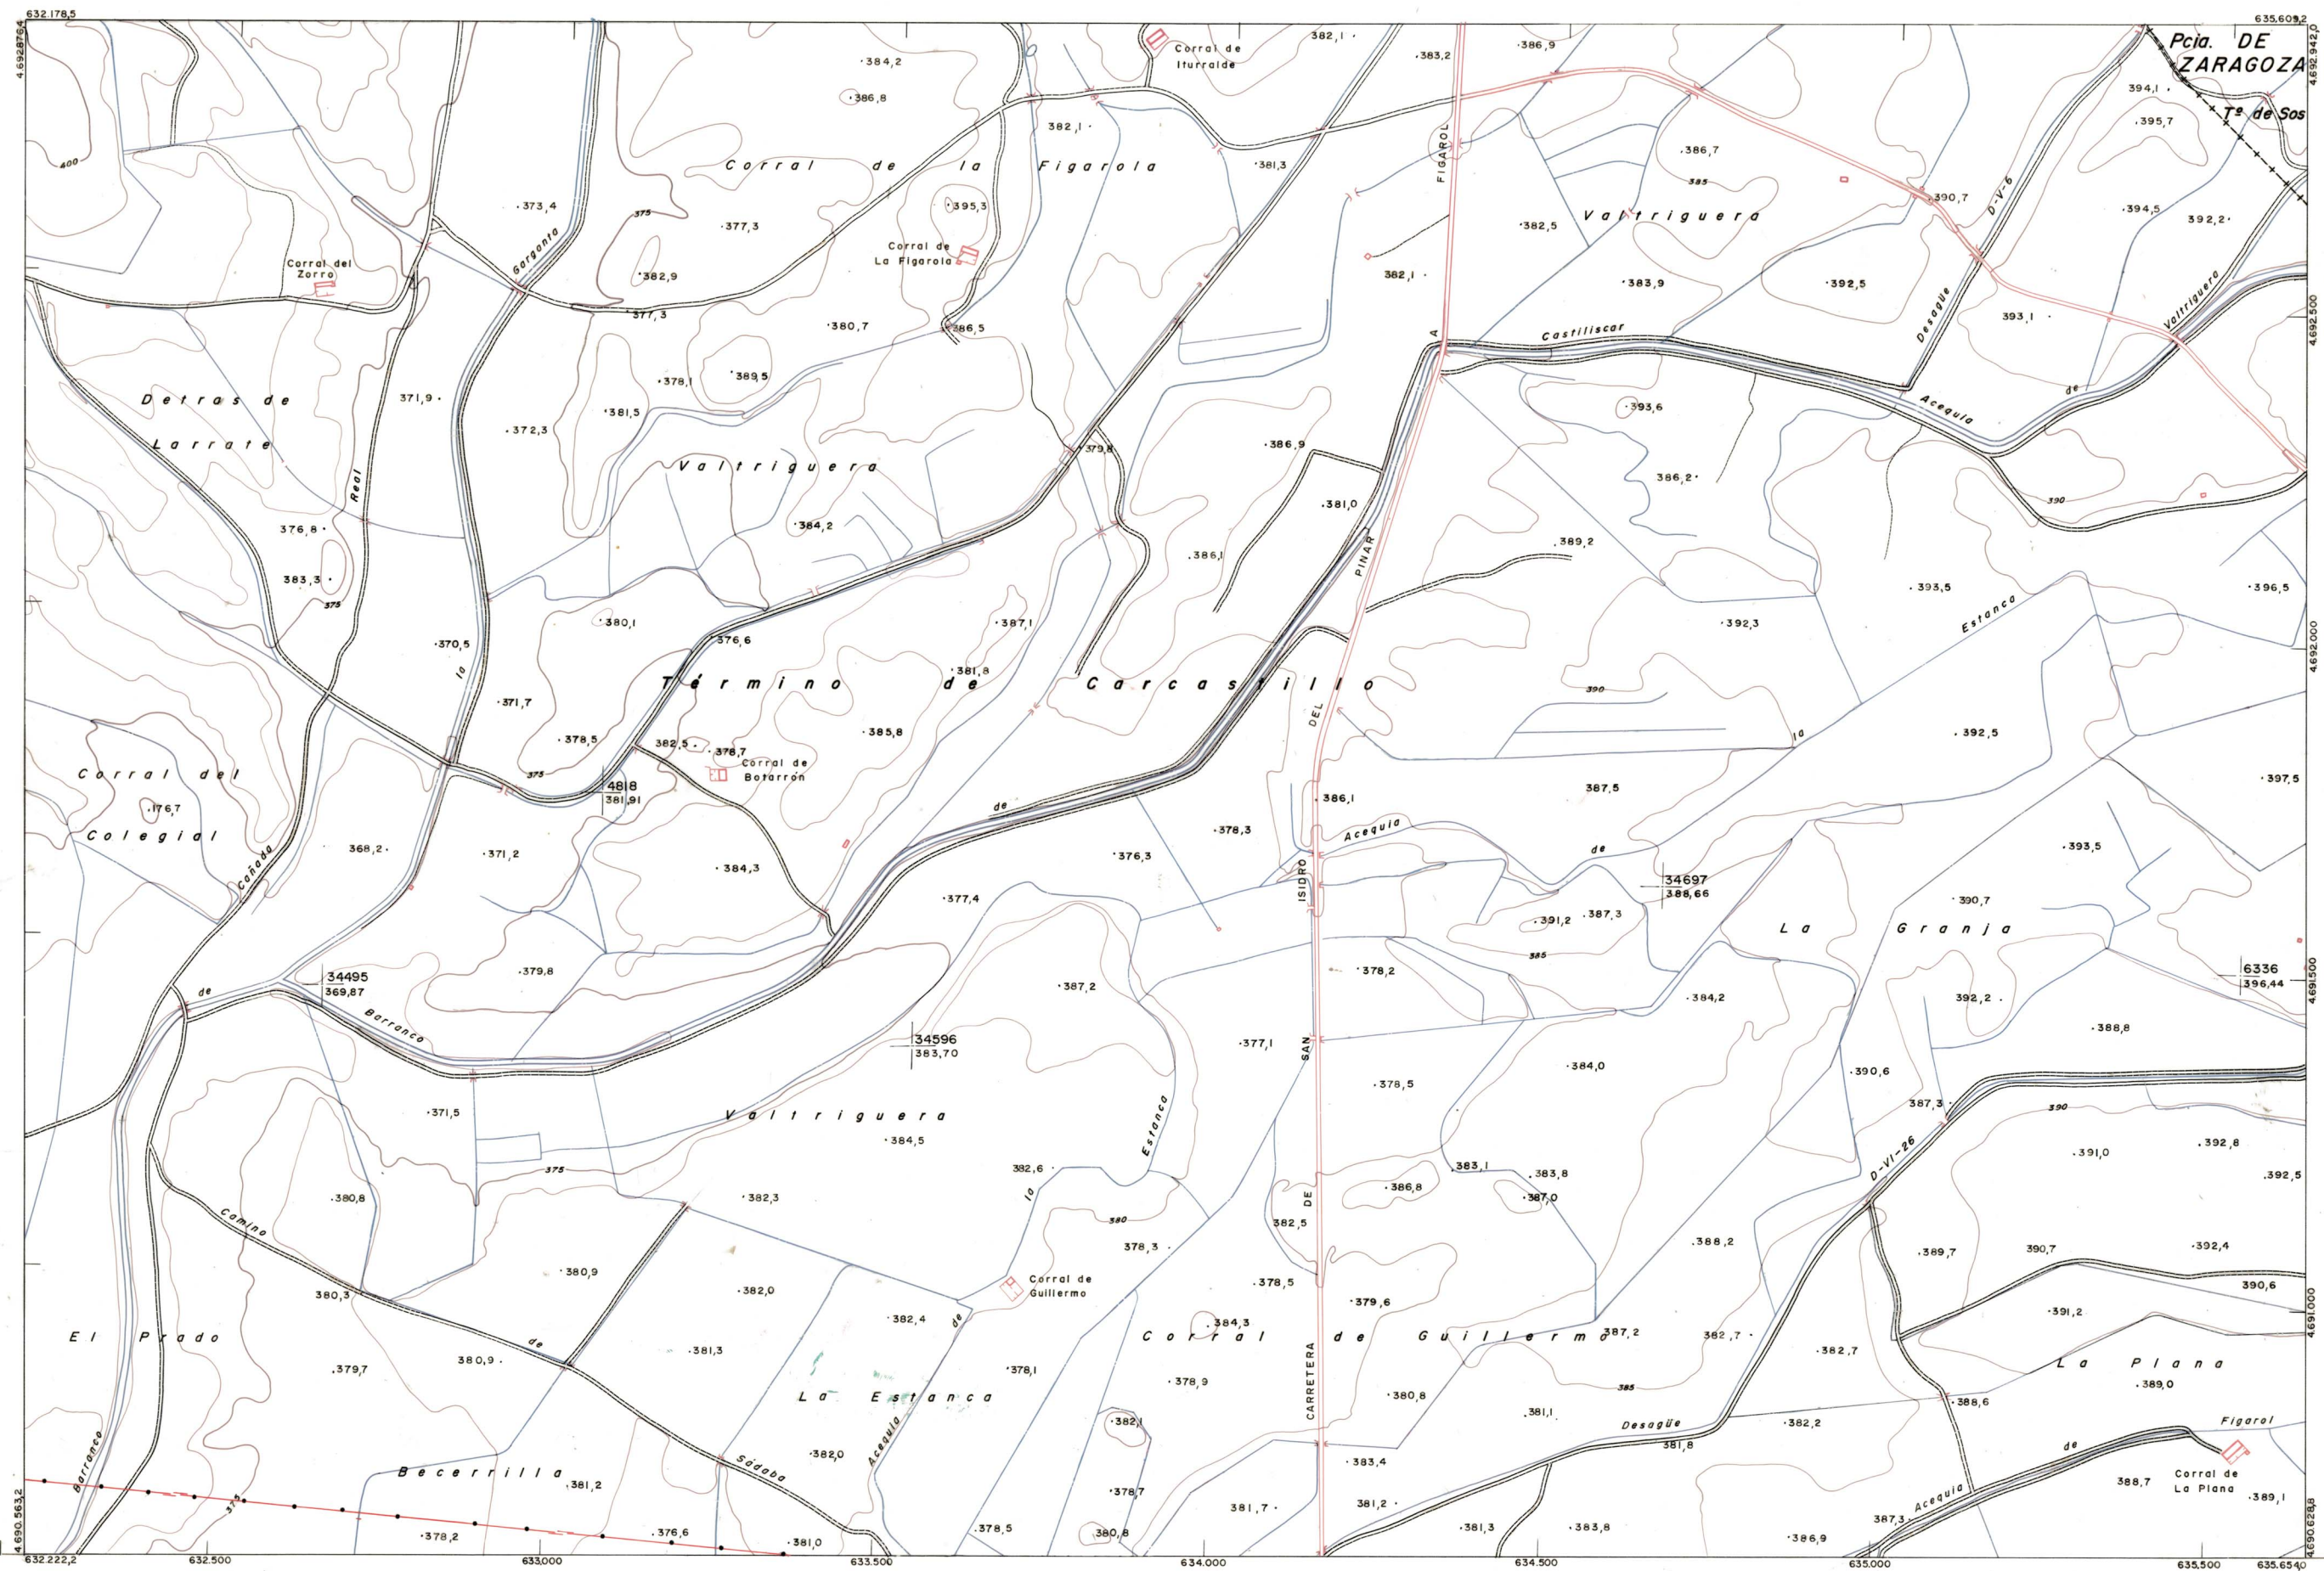 632.178,5
635.609,2
4.692.876,4
4.692.942,0
Pcia. DE
ZARAGOZA
Tº de Sos
Corral de
Iturralde
382,1
383,2
386,9
384,2
386,8
394,1
395,7
400
382,1
Corral de la Figarola
381,3
FIGAROL
386,7
385
390,7
D-V-6
394,5
392,2
373,4
375
377,3
395,3
Corral de
La Figarola
382,5
Valtriguera
Garganta
Corral del
Zorro
382,9
382,1
383,9
392,5
Desagüe
393,1
Valtriguera
4.692.500
377,3
380,7
386,5
A
Castiliscar
378,1
389,5
Detras de
Larrate
371,9
381,5
393,6
Acequia
de
372,3
386,9
379,8
Valtriguera
386,2
Real
381,0
390
376,8
384,2
386,1
389,2
PINAR
383,3
375
393,5
396,5
380,1
387,1
392,3
Estanca
370,5
376,6
4.692.000
la
381,8
Término de Carcastillo
390
371,7
DEL
378,5
385,8
392,5
la
382,5
378,7
Corral de
Botarrón
Corral del
Colegial
176,7
375
4818
381,91
386,1
387,5
397,5
de
378,3
Acequia
de
368,2
371,2
376,3
393,5
Cañada
384,3
ISIDRO
34697
388,66
377,4
391,2
387,3
390,7
La Granja
385
34495
369,87
379,8
378,2
6336
396,44
4.691.500
de
387,2
384,2
392,2
Barranco
34596
383,70
388,8
377,1
SAN
384,0
390,6
378,5
371,5
Valtriguera
387,3
390
384,5
Estanca
392,8
D-VI-26
391,0
375
382,6
383,1
383,8
392,5
380,8
382,3
la
DE
386,8
387,0
Camino
380
382,5
378,3
388,2
389,7
390,7
392,4
380,9
Corral de
Guillermo
378,5
390,6
380,3
382,0
379,6
391,2
4.691.000
El Prado
382,4
de
384,3
Corral de Guillermo
387,2
382,7
de
381,3
382,7
380,9
379,7
378,1
CARRETERA
La Plana
378,9
385
389,0
La Estanca
380,8
388,6
382,1
381,1
Desagüe
382,2
Figarol
381,8
de
Barranco
382,0
Acequia
383,4
Becerrilla
Sádaba
Corral de
La Plana
381,2
378,7
388,7
389,1
375
381,7
381,2
Acequia
378,2
376,6
381,0
378,5
380,8
381,3
383,8
387,3
386,9
4.690.563,2
4.690.628,8
632.222,2
632.500
633.000
633.500
634.000
634.500
635.000
635.500
635.654,0